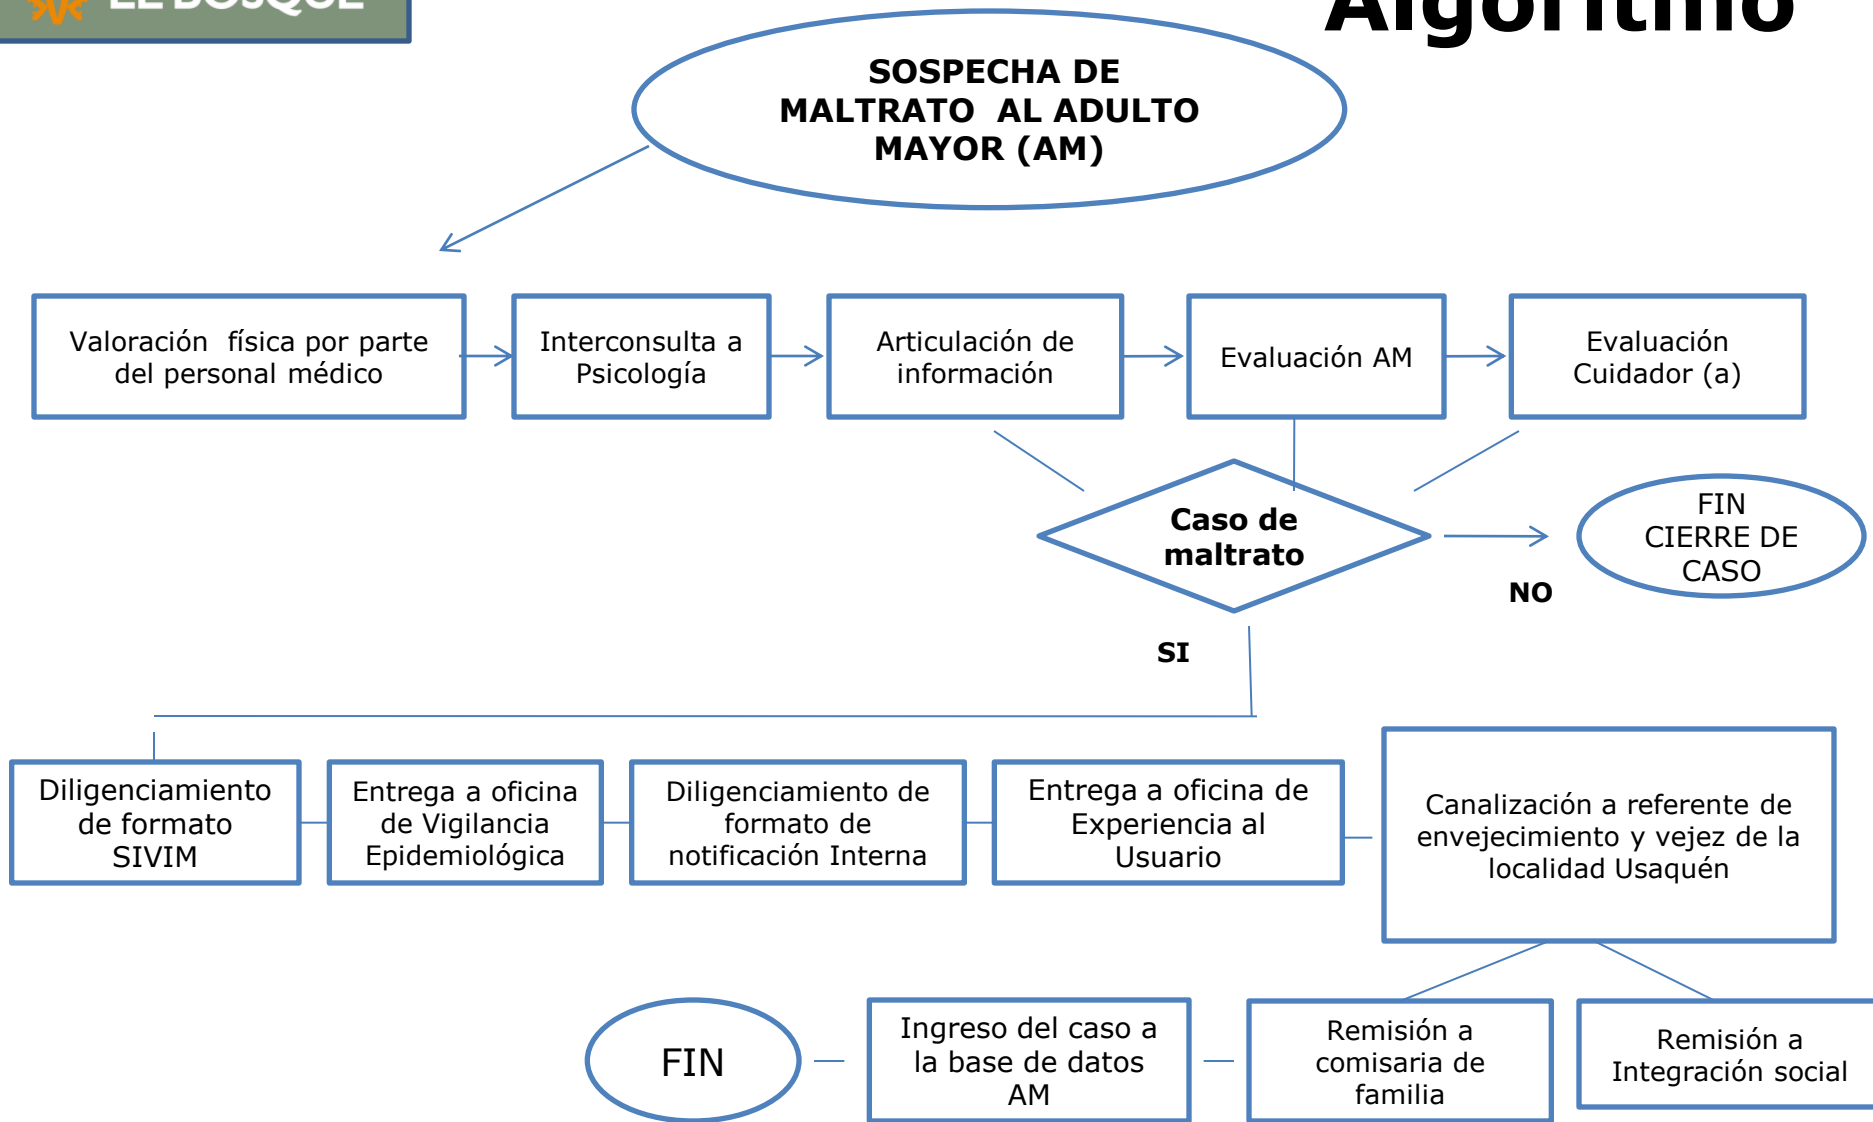 EL BOSQUE
Algoritmo
SOSPECHA DE
MALTRATO AL ADULTO
MAYOR (AM)
Valoración física por parte
del personal médico
Interconsulta a
Psicología
Articulación de
información
Evaluación AM
Evaluación
Cuidador (a)
Caso de
maltrato
FIN
CIERRE DE
CASO
NO
SI
Diligenciamiento
de formato
SIVIM
Entrega a oficina
de Vigilancia
Epidemiológica
Diligenciamiento de
formato de
notificación Interna
Entrega a oficina de
Experiencia al
Usuario
Canalización a referente de
envejecimiento y vejez de la
localidad Usaquén
FIN
Ingreso del caso a
la base de datos
AM
Remisión a
comisaria de
familia
Remisión a
Integración social